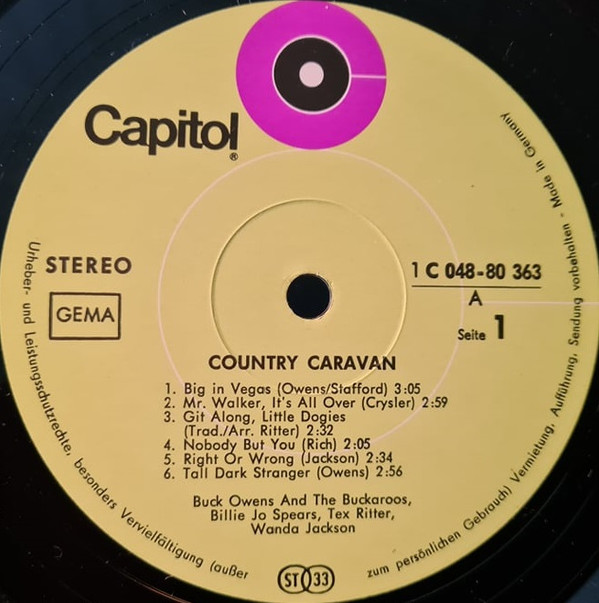 Capitol
®
STEREO
GEMA
1 C 048-80 363
A
Seite 1
COUNTRY CARAVAN
1. Big in Vegas (Owens/Stafford) 3:05
2. Mr. Walker, It's All Over (Crysler) 2:59
3. Git Along, Little Dogies
(Trad./Arr. Ritter) 2:32
4. Nobody But You (Rich) 2:05
5. Right Or Wrong (Jackson) 2:34
6. Tall Dark Stranger (Owens) 2:56
Buck Owens And The Buckaroos,
Billie Jo Spears, Tex Ritter,
Wanda Jackson
ST 33
Urheber- und Leistungsschutzrechte, besonders Vervielfältigung (außer zum persönlichen Gebrauch) Vermietung, Aufführung, Sendung vorbehalten - Made in Germany